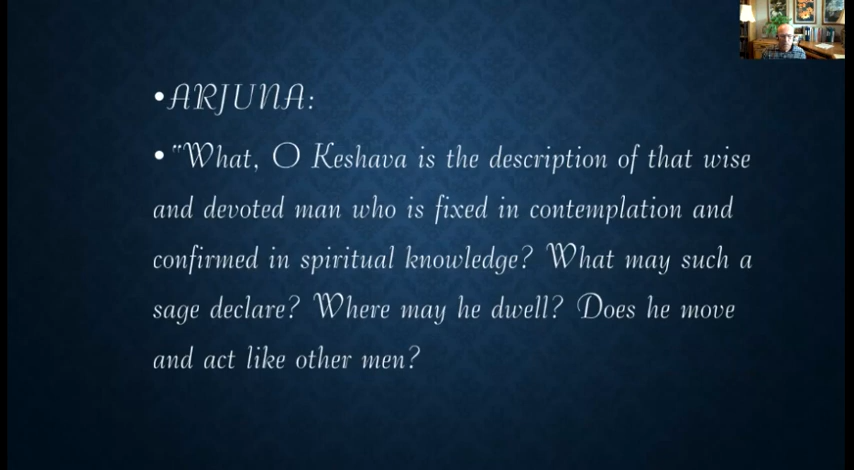 •ARJUNA:
• "What, O Keshava is the description of that wise
and devoted man who is fixed in contemplation and
confirmed in spiritual knowledge? What may such a
sage declare? Where may he dwell? Does he move
and act like other men?